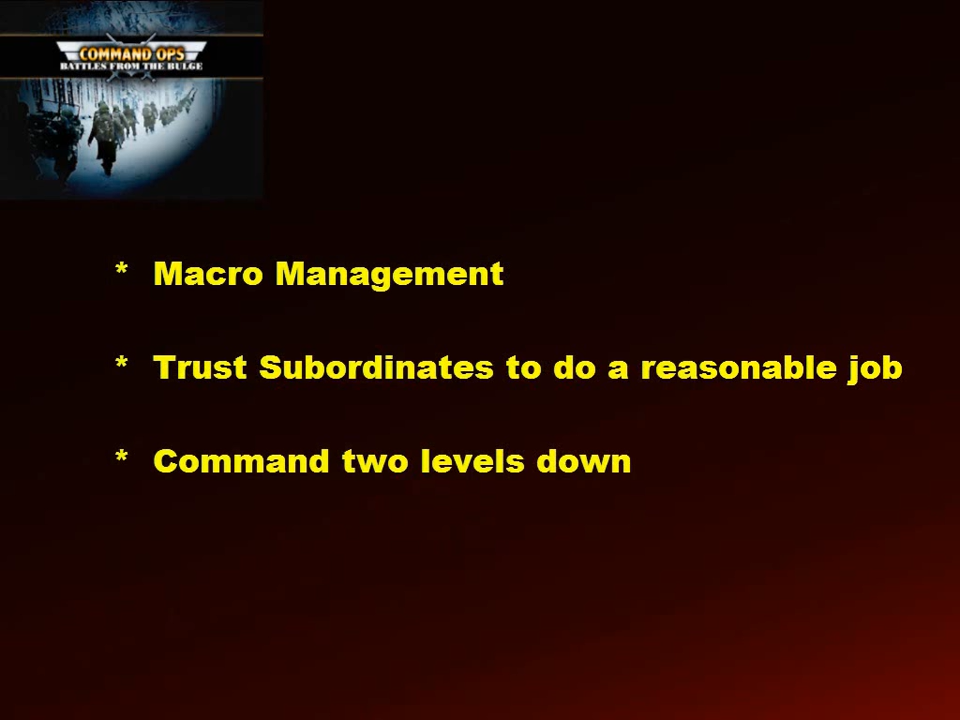 COMMAND OPS
BATTLES FROM THE BULGE
* Macro Management
* Trust Subordinates to do a reasonable job
* Command two levels down